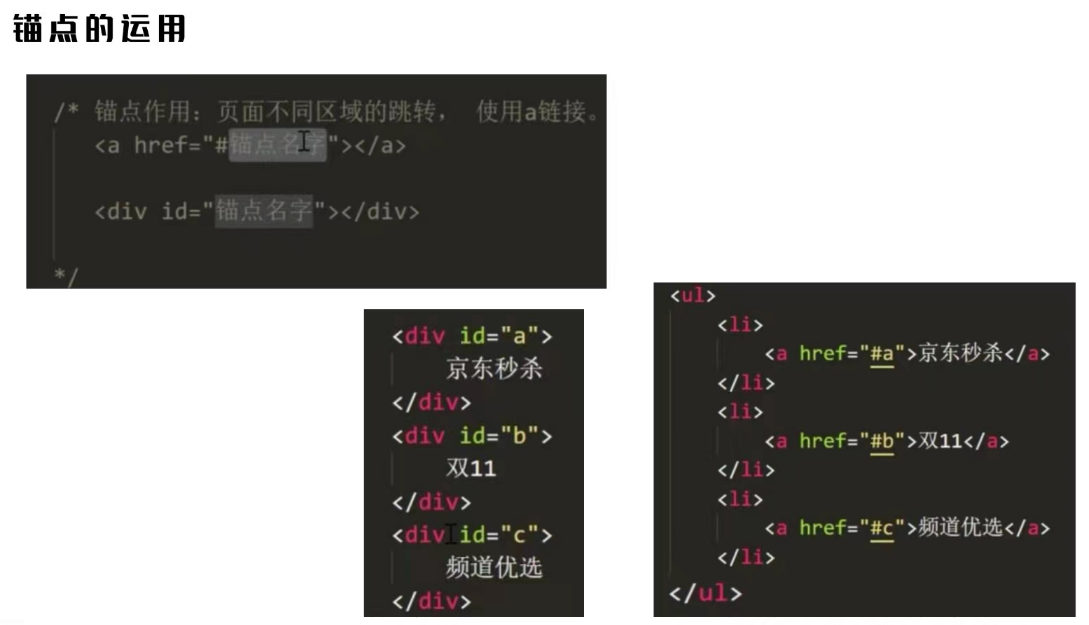 锚点的运用
/* 锚点作用：页面不同区域的跳转， 使用a链接。
<a href="#锚点名字"></a>
<div id="锚点名字"></div>
*/
<div id="a">
京东秒杀
</div>
<div id="b">
双11
</div>
<div id="c">
频道优选
</div>
<ul>
<li>
<a href="#a">京东秒杀</a>
</li>
<li>
<a href="#b">双11</a>
</li>
<li>
<a href="#c">频道优选</a>
</li>
</ul>